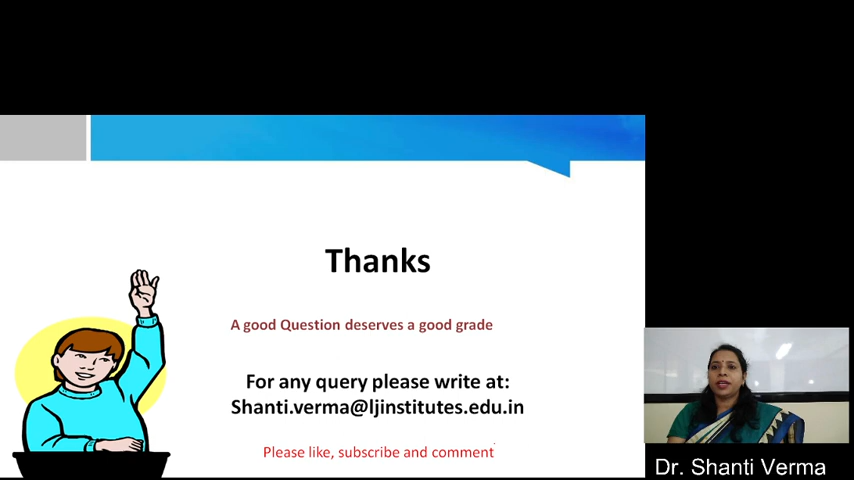 Thanks
A good Question deserves a good grade
For any query please write at:
Shanti.verma@ljinstitutes.edu.in
Please like, subscribe and comment
Dr. Shanti Verma